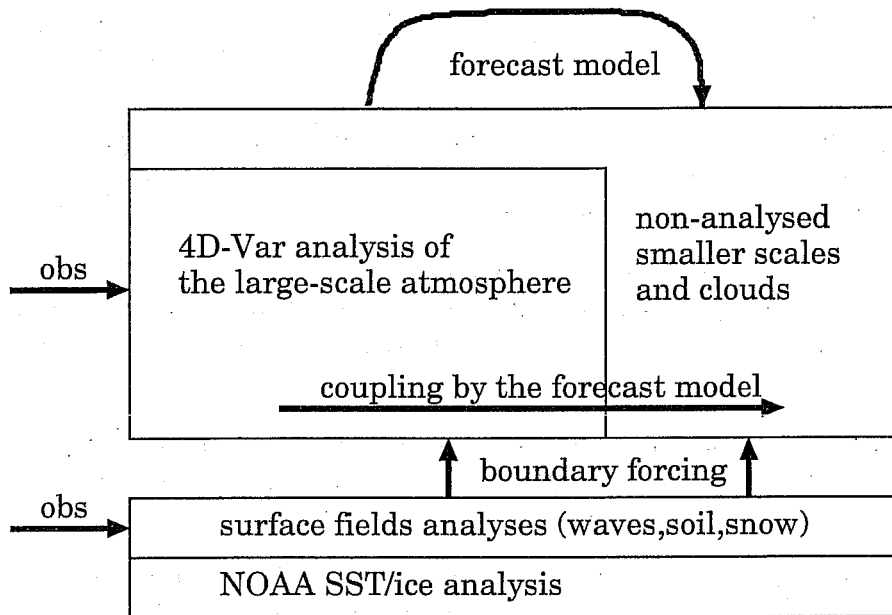 forecast model
4D-Var analysis of
the large-scale atmosphere
non-analysed
smaller scales
and clouds
obs
coupling by the forecast model
boundary forcing
obs
surface fields analyses (waves,soil,snow)
NOAA SST/ice analysis